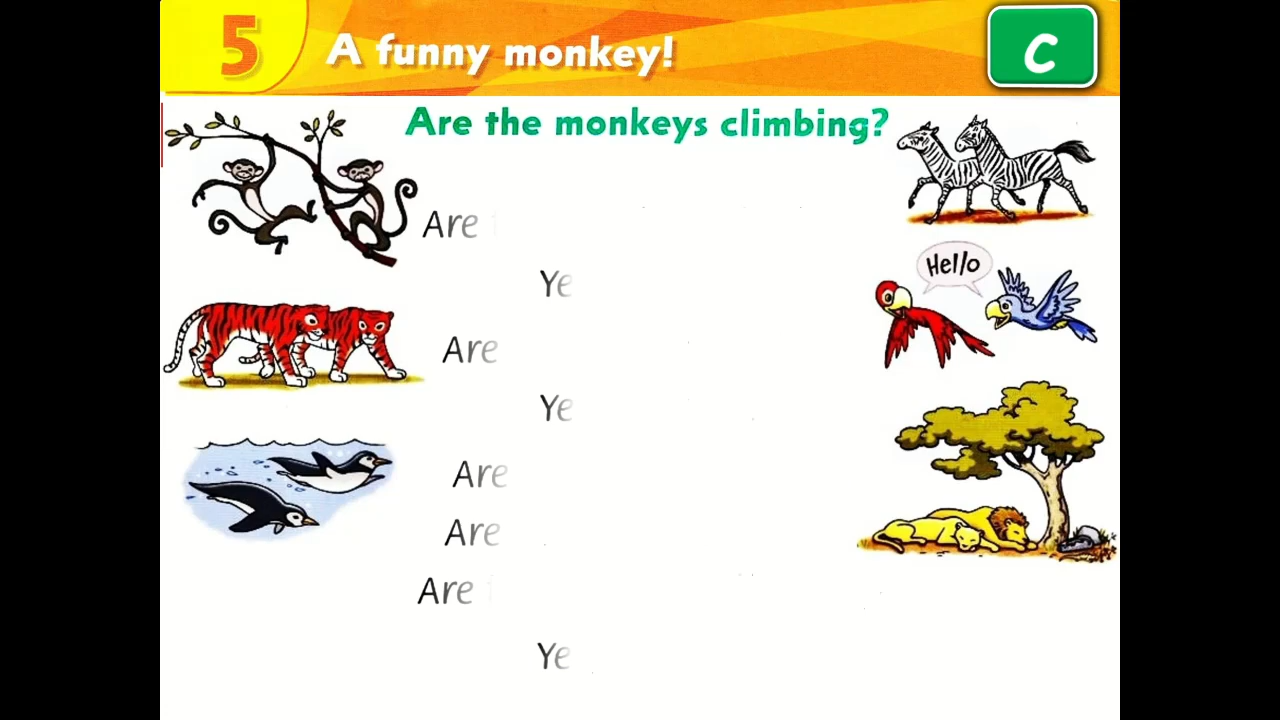 5 A funny monkey! C
Are the monkeys climbing?
Hello
Are
Ye
Are
Ye
Are
Are
Are
Ye